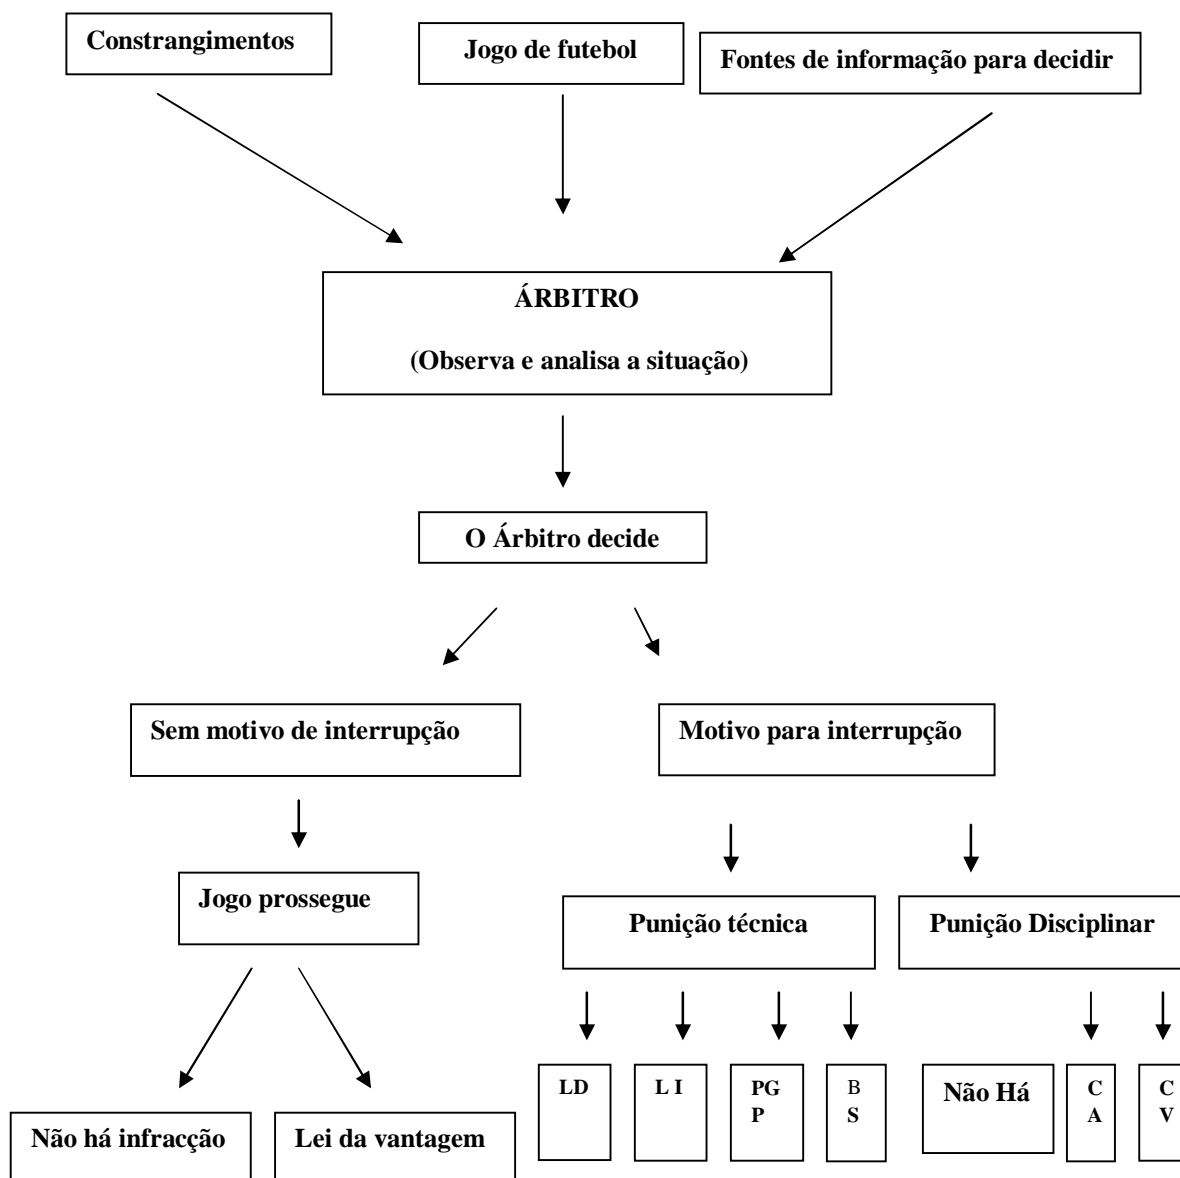 Constrangimentos
Jogo de futebol
Fontes de informação para decidir
ÁRBITRO
(Observa e analisa a situação)
O Árbitro decide
Sem motivo de interrupção
Motivo para interrupção
Jogo prossegue
Punição técnica
Punição Disciplinar
LD
L I
PG
P
B
S
Não Há
C
A
C
V
Não há infracção
Lei da vantagem